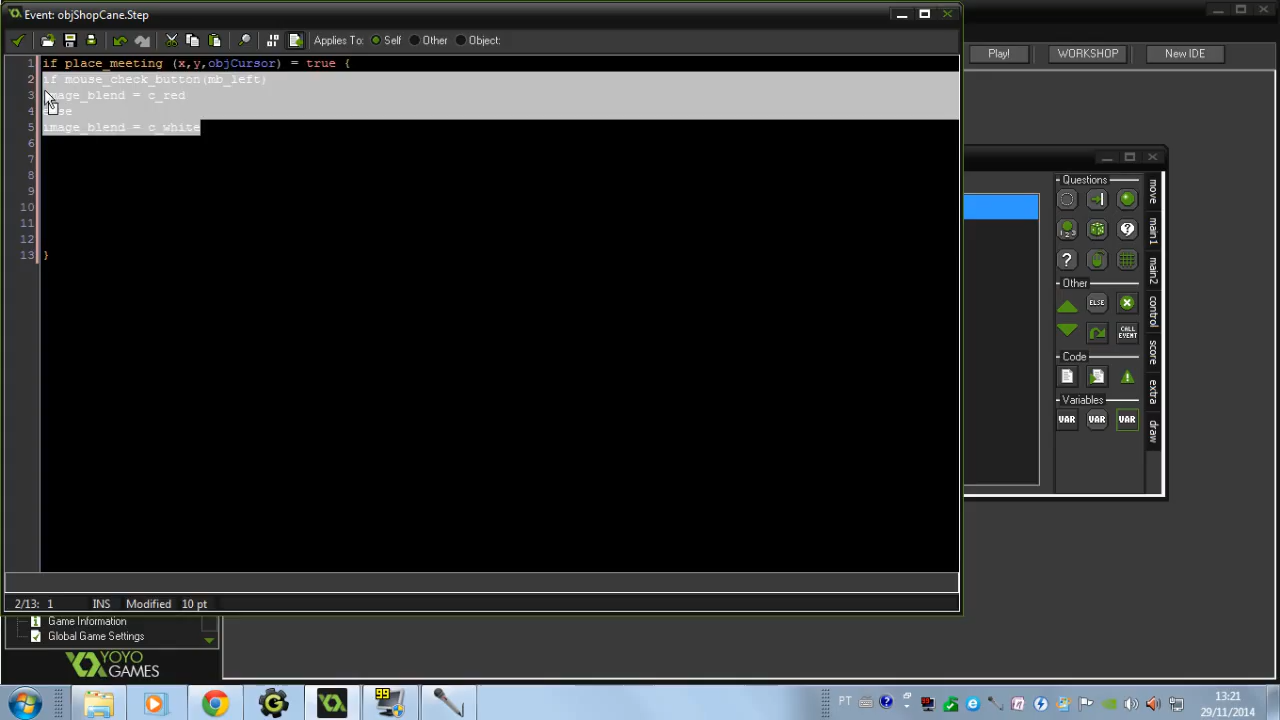 Event: objShopCane.Step
Applies To: Self Other Object:
Play! WORKSHOP New IDE
1 if place_meeting (x,y,objCursor) = true {
2 if mouse_check_button(mb_left)
3 image_blend = c_red
4 else
5 image_blend = c_white
6
7
8
9
10
11
12
13 }
Questions
Other
ELSE
CALL EVENT
Code
Variables
VAR VAR VAR
move
main1
main2
control
score
extra
draw
2/13: 1 INS Modified 10 pt
Game Information
Global Game Settings
YOYO GAMES
99
PT
13:21
29/11/2014